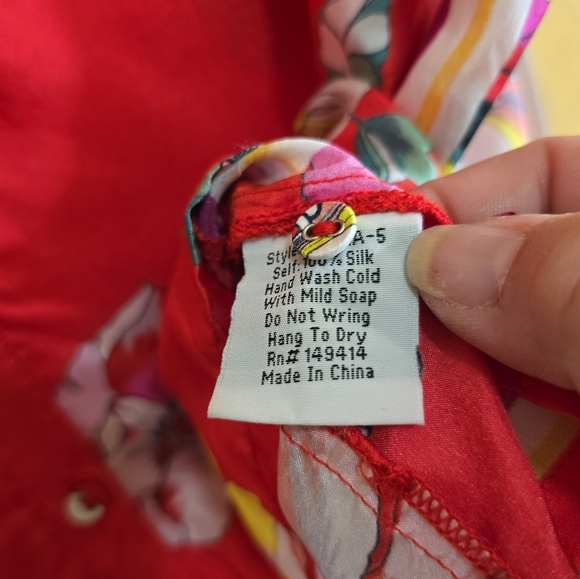 Style A-5
Self: 100% Silk
Hand Wash Cold
With Mild Soap
Do Not Wring
Hang To Dry
Rn# 149414
Made In China